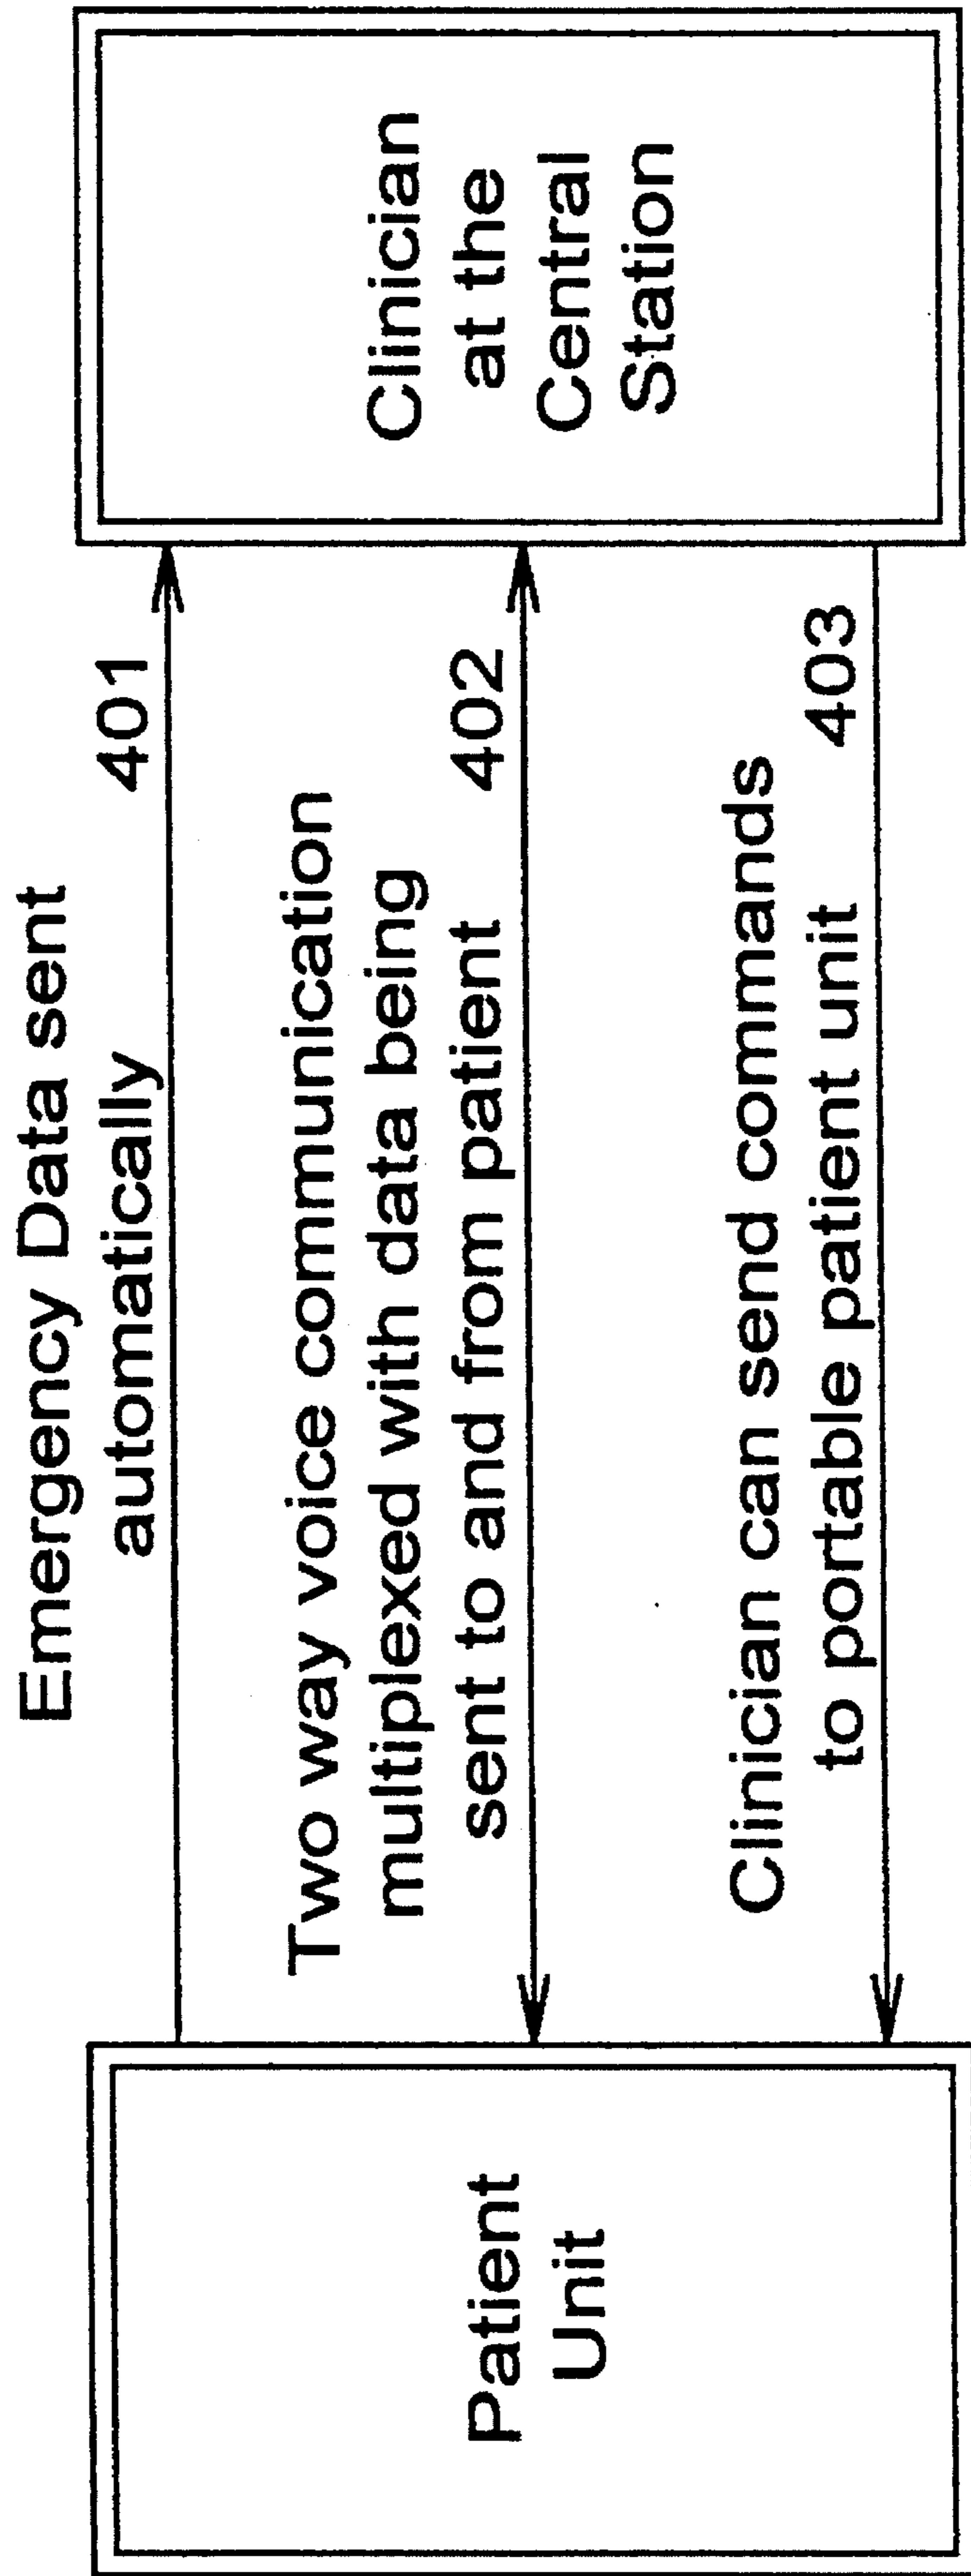 Emergency Data sent
automatically
401
Two way voice communication
multiplexed with data being
sent to and from patient
402
Clinician can send commands
to portable patient unit
403
Patient
Unit
Clinician
at the
Central
Station